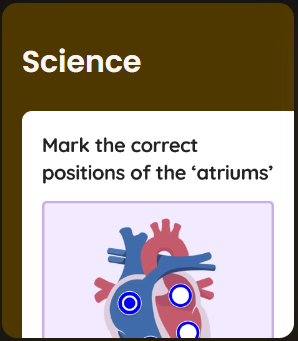 Science
Mark the correct
positions of the ‘atriums’